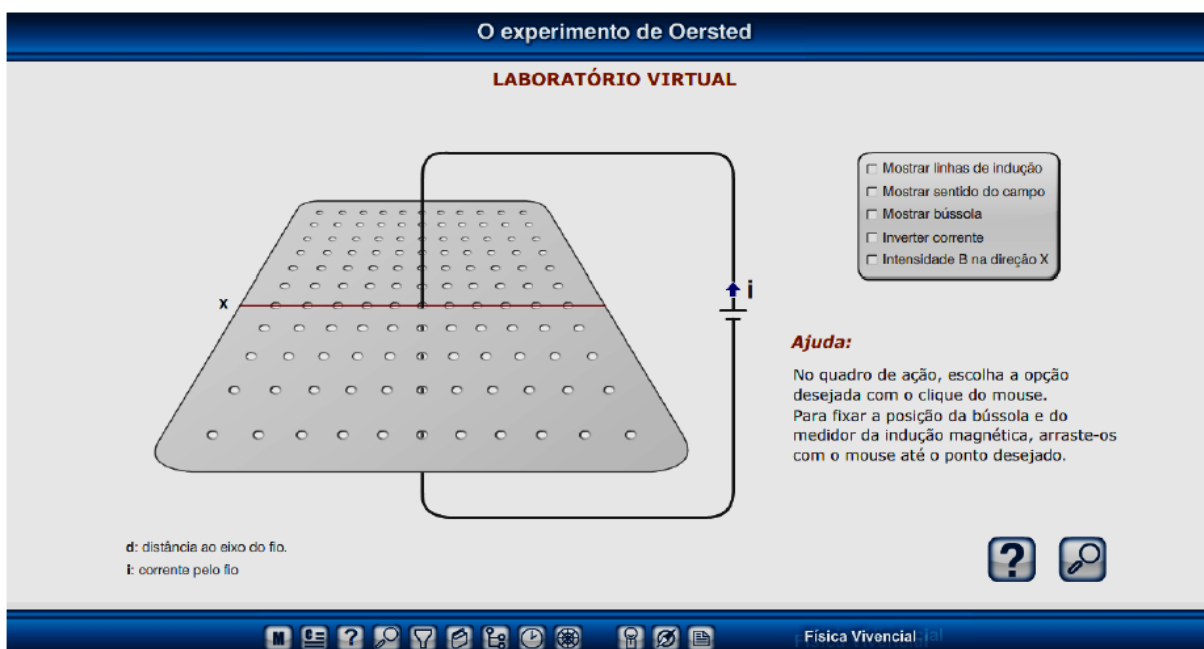 O experimento de Oersted
LABORATÓRIO VIRTUAL
Mostrar linhas de indução
Mostrar sentido do campo
Mostrar bússola
Inverter corrente
Intensidade B na direção X
x
i
Ajuda:
No quadro de ação, escolha a opção
desejada com o clique do mouse.
Para fixar a posição da bússola e do
medidor da indução magnética, arraste-os
com o mouse até o ponto desejado.
d: distância ao eixo do fio.
i: corrente pelo fio
?
M C ?
Física Vivencial